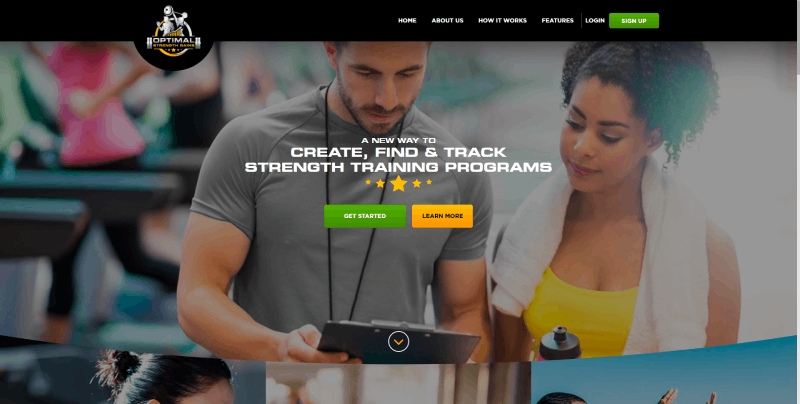 OPTIMAL
STRENGTH GAINS
HOME
ABOUT US
HOW IT WORKS
FEATURES
LOGIN
SIGN UP
A NEW WAY TO
CREATE, FIND & TRACK
STRENGTH TRAINING PROGRAMS
GET STARTED
LEARN MORE